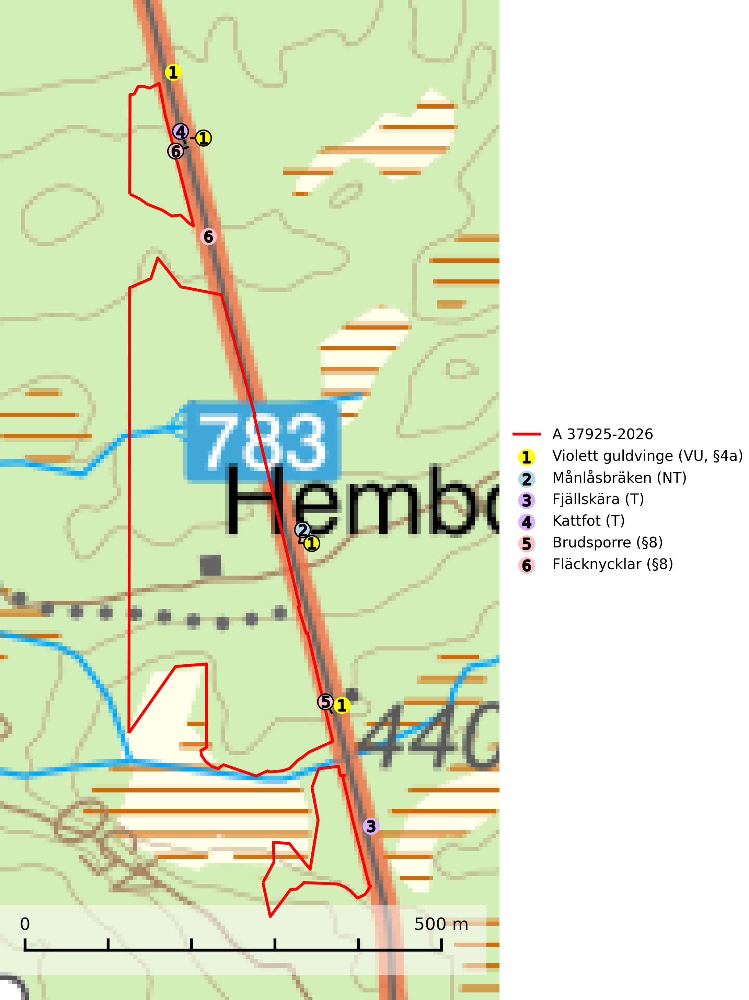 1
4
1
6
6
783
Hemb
2
1
5
1
440
3
0 500 m
A 37925-2026
1 Violett guldvinge (VU, §4a)
2 Månlåsbräken (NT)
3 Fjällskära (T)
4 Kattfot (T)
5 Brudsporre (§8)
6 Fläcknycklar (§8)